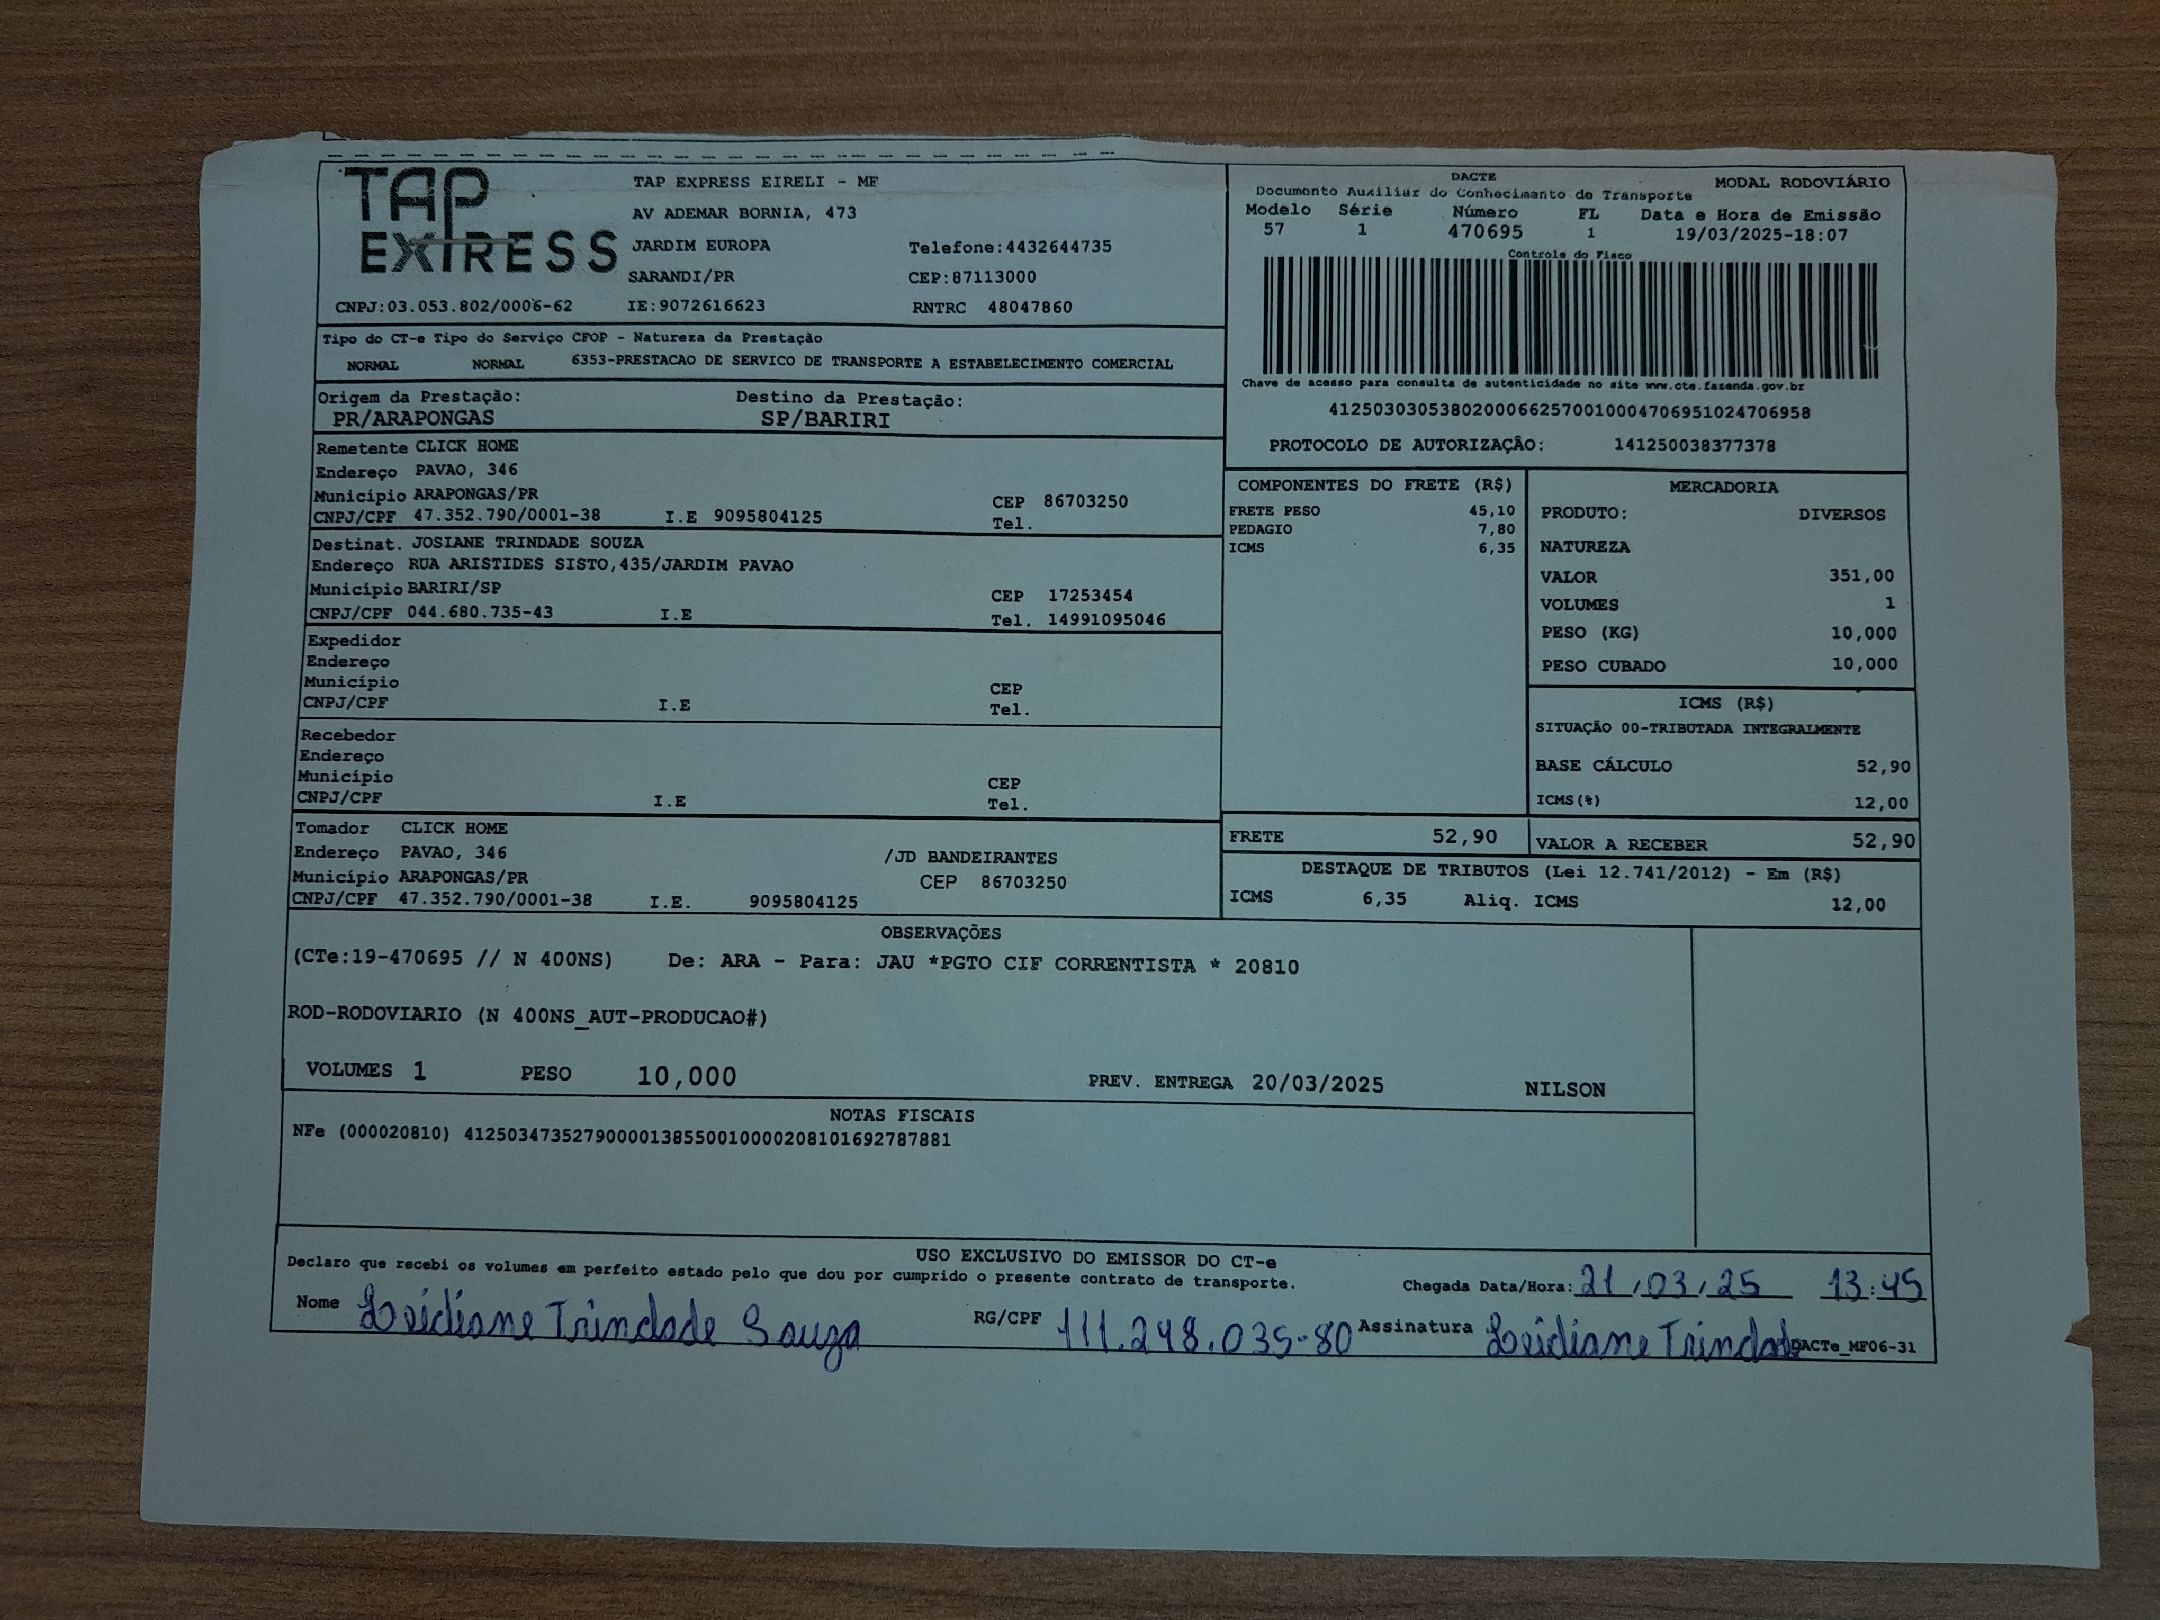 TAP EXPRESS
TAP EXPRESS EIRELI - MF
AV ADEMAR BORNIA, 473
JARDIM EUROPA Telefone:4432644735
SARANDI/PR CEP:87113000
CNPJ:03.053.802/0006-62 IE:9072616623 RNTRC 48047860
DACTE MODAL RODOVIÁRIO
Documento Auxiliar do Conhecimento de Transporte
Modelo Série Número FL Data e Hora de Emissão
57 1 470695 1 19/03/2025-18:07
Controle do Fisco
Chave de acesso para consulta de autenticidade no site www.cte.fazenda.gov.br
41250303053802000662570010004706951024706958
PROTOCOLO DE AUTORIZAÇÃO: 141250038377378
Tipo do CT-e Tipo do Serviço CFOP - Natureza da Prestação
NORMAL NORMAL 6353-PRESTACAO DE SERVICO DE TRANSPORTE A ESTABELECIMENTO COMERCIAL
Origem da Prestação: Destino da Prestação:
PR/ARAPONGAS SP/BARIRI
Remetente CLICK HOME
Endereço PAVAO, 346
Município ARAPONGAS/PR CEP 86703250
CNPJ/CPF 47.352.790/0001-38 I.E 9095804125 Tel.
Destinat. JOSIANE TRINDADE SOUZA
Endereço RUA ARISTIDES SISTO,435/JARDIM PAVAO
Município BARIRI/SP CEP 17253454
CNPJ/CPF 044.680.735-43 I.E Tel. 14991095046
Expedidor
Endereço
Município CEP
CNPJ/CPF I.E Tel.
Recebedor
Endereço
Município CEP
CNPJ/CPF I.E Tel.
Tomador CLICK HOME
Endereço PAVAO, 346 /JD BANDEIRANTES
Município ARAPONGAS/PR CEP 86703250
CNPJ/CPF 47.352.790/0001-38 I.E. 9095804125
COMPONENTES DO FRETE (R$)
FRETE PESO 45,10
PEDAGIO 7,80
ICMS 6,35
MERCADORIA
PRODUTO: DIVERSOS
NATUREZA
VALOR 351,00
VOLUMES 1
PESO (KG) 10,000
PESO CUBADO 10,000
ICMS (R$)
SITUAÇÃO 00-TRIBUTADA INTEGRALMENTE
BASE CÁLCULO 52,90
ICMS(%) 12,00
FRETE 52,90 VALOR A RECEBER 52,90
DESTAQUE DE TRIBUTOS (Lei 12.741/2012) - Em (R$)
ICMS 6,35 Aliq. ICMS 12,00
OBSERVAÇÕES
(CTe:19-470695 // N 400NS) De: ARA - Para: JAU *PGTO CIF CORRENTISTA * 20810
ROD-RODOVIARIO (N 400NS_AUT-PRODUCAO#)
VOLUMES 1 PESO 10,000 PREV. ENTREGA 20/03/2025 NILSON
NOTAS FISCAIS
NFe (000020810) 41250347352790000138550010000208101692787881
USO EXCLUSIVO DO EMISSOR DO CT-e
Declaro que recebi os volumes em perfeito estado pelo que dou por cumprido o presente contrato de transporte. Chegada Data/Hora: 21/03/25 13:45
Nome Leidiane Trindade Souza RG/CPF 111.248.035-80 Assinatura Leidiane Trindade
DACTe_MF06-31